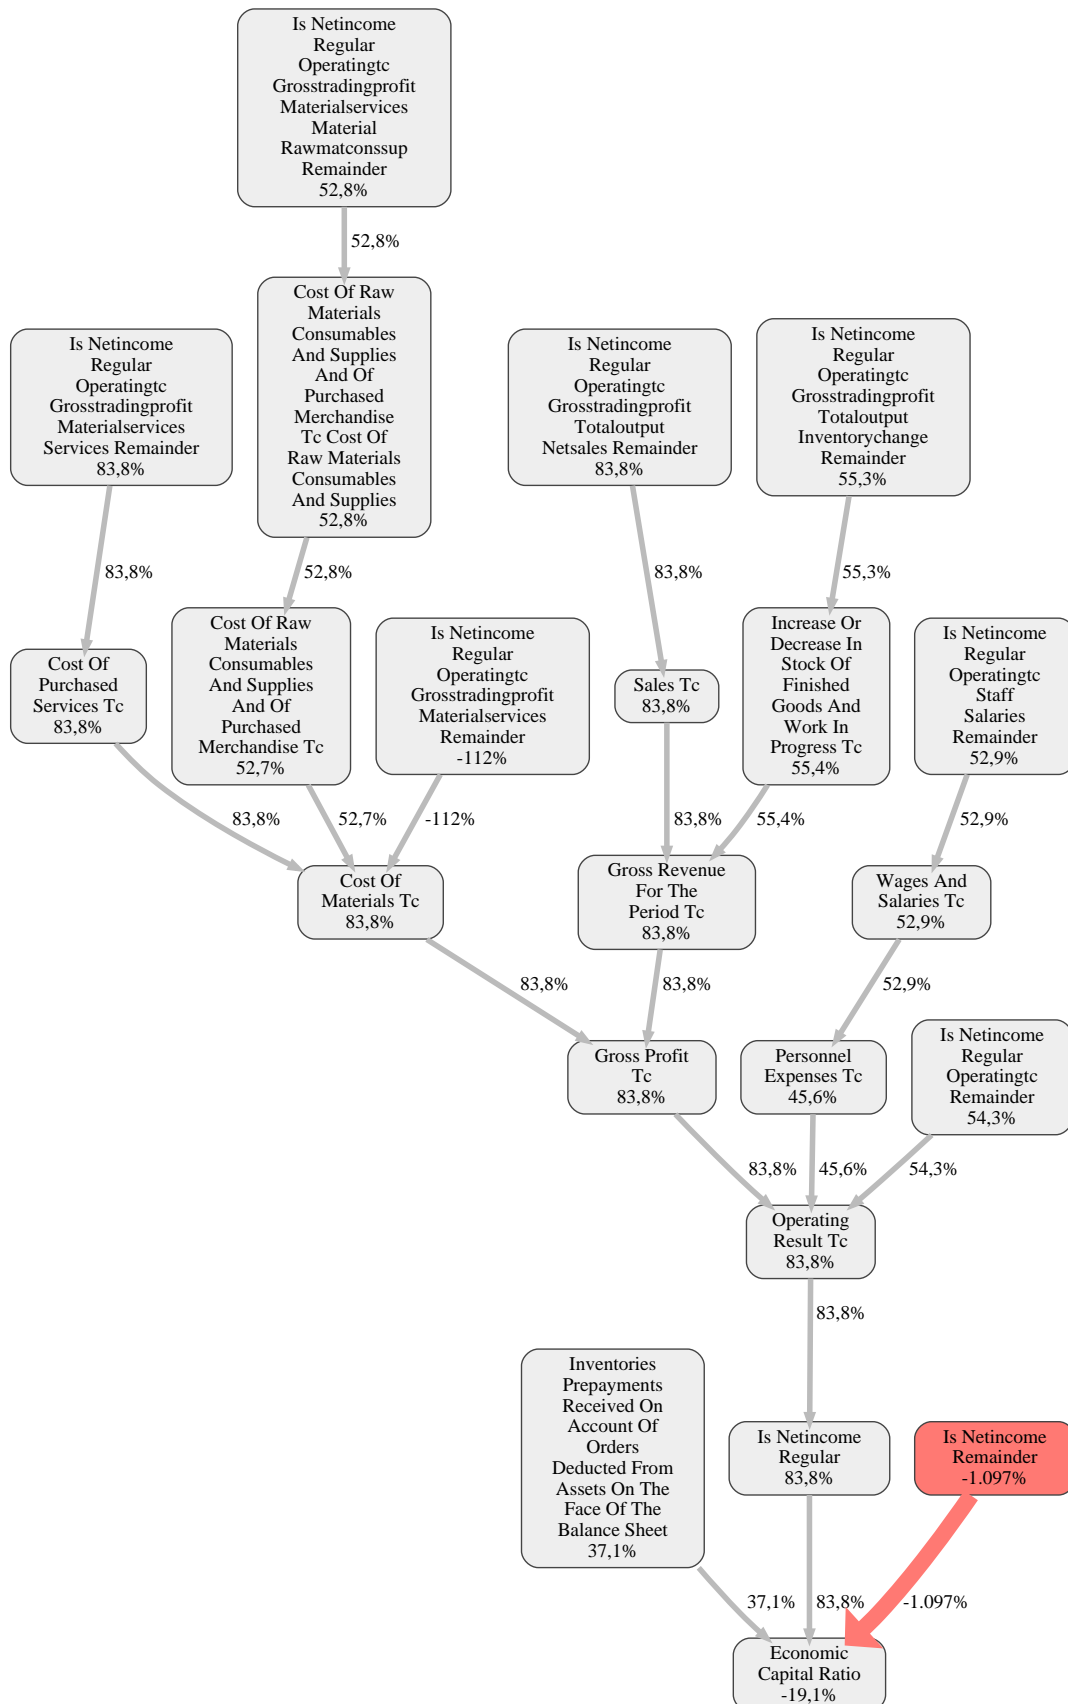 Is Netincome
Regular
Operatingtc
Grosstradingprofit
Materialservices
Material
Rawmatconssup
Remainder
52,8%
52,8%
Cost Of Raw
Materials
Consumables
And Supplies
And Of
Purchased
Merchandise
Tc Cost Of
Raw Materials
Consumables
And Supplies
52,8%
Is Netincome
Regular
Operatingtc
Grosstradingprofit
Materialservices
Services Remainder
83,8%
Is Netincome
Regular
Operatingtc
Grosstradingprofit
Totaloutput
Netsales Remainder
83,8%
Is Netincome
Regular
Operatingtc
Grosstradingprofit
Totaloutput
Inventorychange
Remainder
55,3%
83,8%
52,8%
83,8%
55,3%
Cost Of
Purchased
Services Tc
83,8%
Cost Of Raw
Materials
Consumables
And Supplies
And Of
Purchased
Merchandise Tc
52,7%
Is Netincome
Regular
Operatingtc
Grosstradingprofit
Materialservices
Remainder
-112%
Sales Tc
83,8%
Increase Or
Decrease In
Stock Of
Finished
Goods And
Work In
Progress Tc
55,4%
Is Netincome
Regular
Operatingtc
Staff
Salaries
Remainder
52,9%
83,8%
52,7%
-112%
83,8%
55,4%
52,9%
Cost Of
Materials Tc
83,8%
Gross Revenue
For The
Period Tc
83,8%
Wages And
Salaries Tc
52,9%
83,8%
83,8%
52,9%
Gross Profit
Tc
83,8%
Personnel
Expenses Tc
45,6%
Is Netincome
Regular
Operatingtc
Remainder
54,3%
83,8%
45,6%
54,3%
Operating
Result Tc
83,8%
83,8%
Inventories
Prepayments
Received On
Account Of
Orders
Deducted From
Assets On The
Face Of The
Balance Sheet
37,1%
Is Netincome
Regular
83,8%
Is Netincome
Remainder
-1.097%
37,1%
83,8%
-1.097%
Economic
Capital Ratio
-19,1%